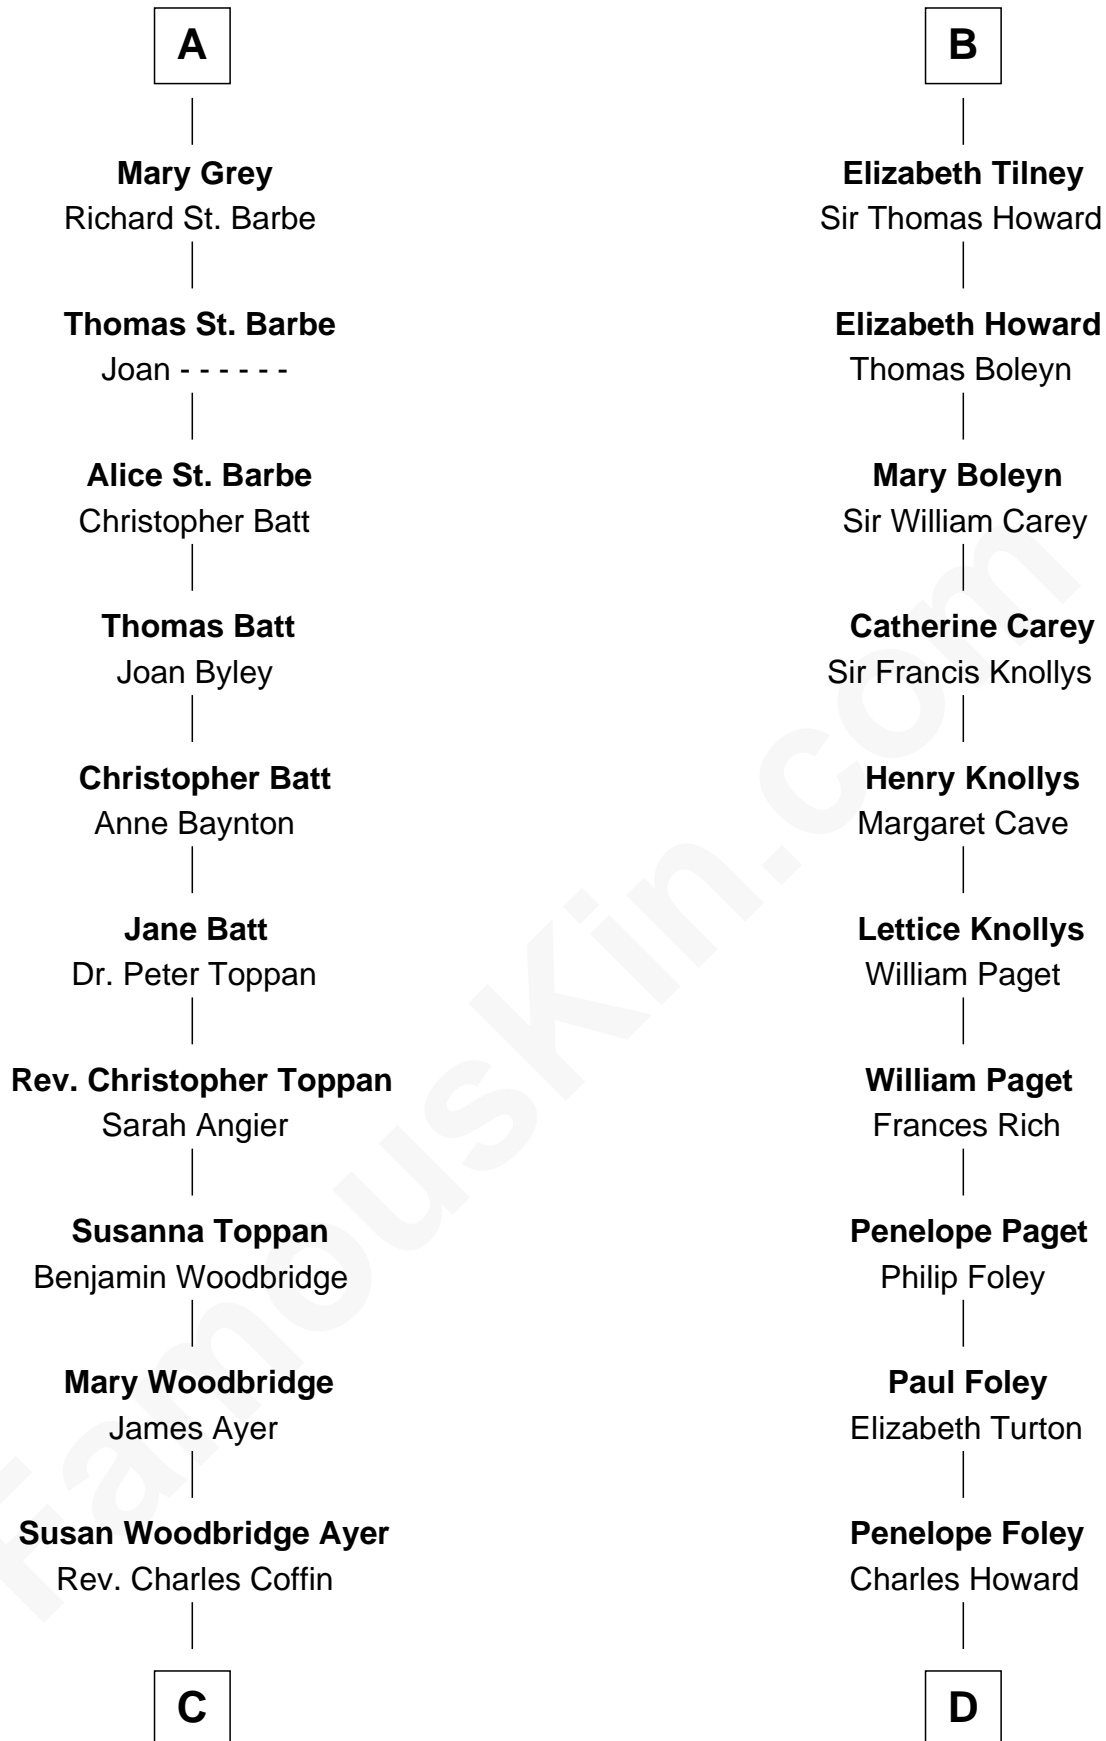 A
Mary Grey
Richard St. Barbe
Thomas St. Barbe
Joan - - - - - -
Alice St. Barbe
Christopher Batt
Thomas Batt
Joan Byley
Christopher Batt
Anne Baynton
Jane Batt
Dr. Peter Toppan
Rev. Christopher Toppan
Sarah Angier
Susanna Toppan
Benjamin Woodbridge
Mary Woodbridge
James Ayer
Susan Woodbridge Ayer
Rev. Charles Coffin
C
B
Elizabeth Tilney
Sir Thomas Howard
Elizabeth Howard
Thomas Boleyn
Mary Boleyn
Sir William Carey
Catherine Carey
Sir Francis Knollys
Henry Knollys
Margaret Cave
Lettice Knollys
William Paget
William Paget
Frances Rich
Penelope Paget
Philip Foley
Paul Foley
Elizabeth Turton
Penelope Foley
Charles Howard
D
FamousKin.com